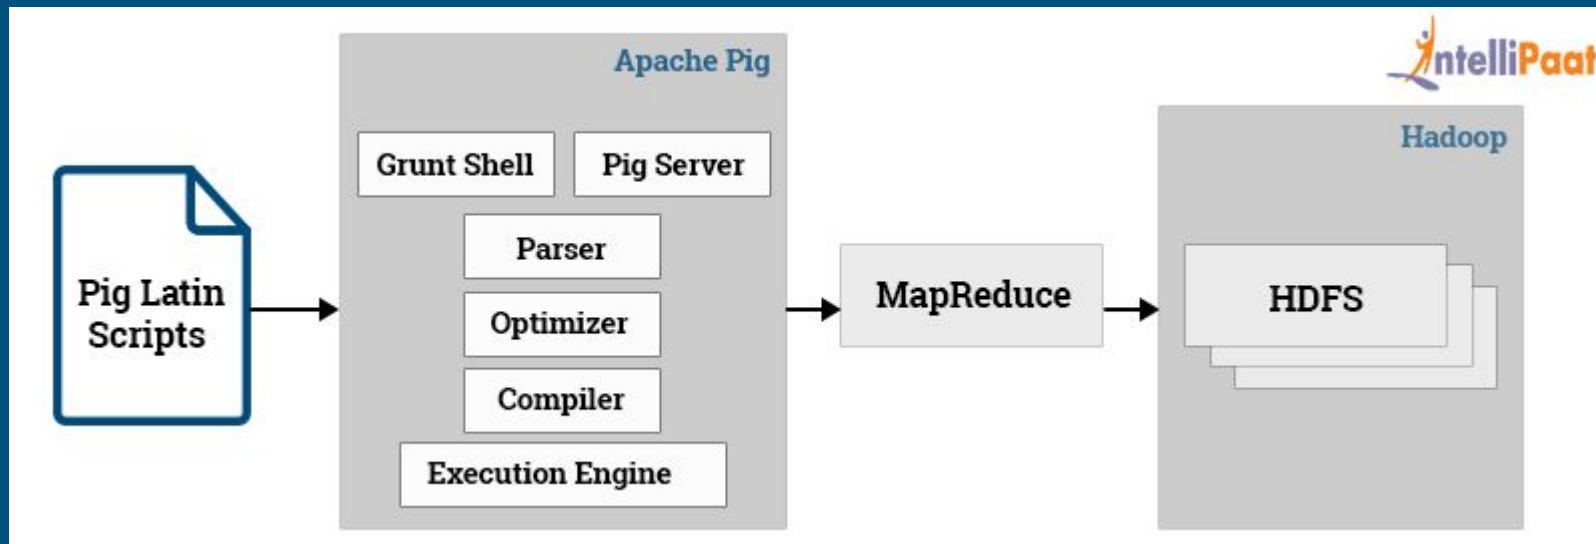 Apache Pig
IntelliPaat
Hadoop
Grunt Shell
Pig Server
Parser
Pig Latin
Scripts
Optimizer
MapReduce
HDFS
Compiler
Execution Engine